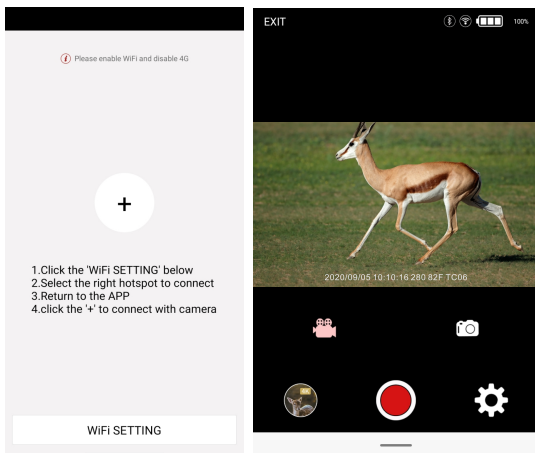 Please enable WiFi and disable 4G
+
1.Click the 'WiFi SETTING' below
2.Select the right hotspot to connect
3.Return to the APP
4.click the '+' to connect with camera
WiFi SETTING
EXIT 100%
2020/09/05 10:10:16 280 82F TC06